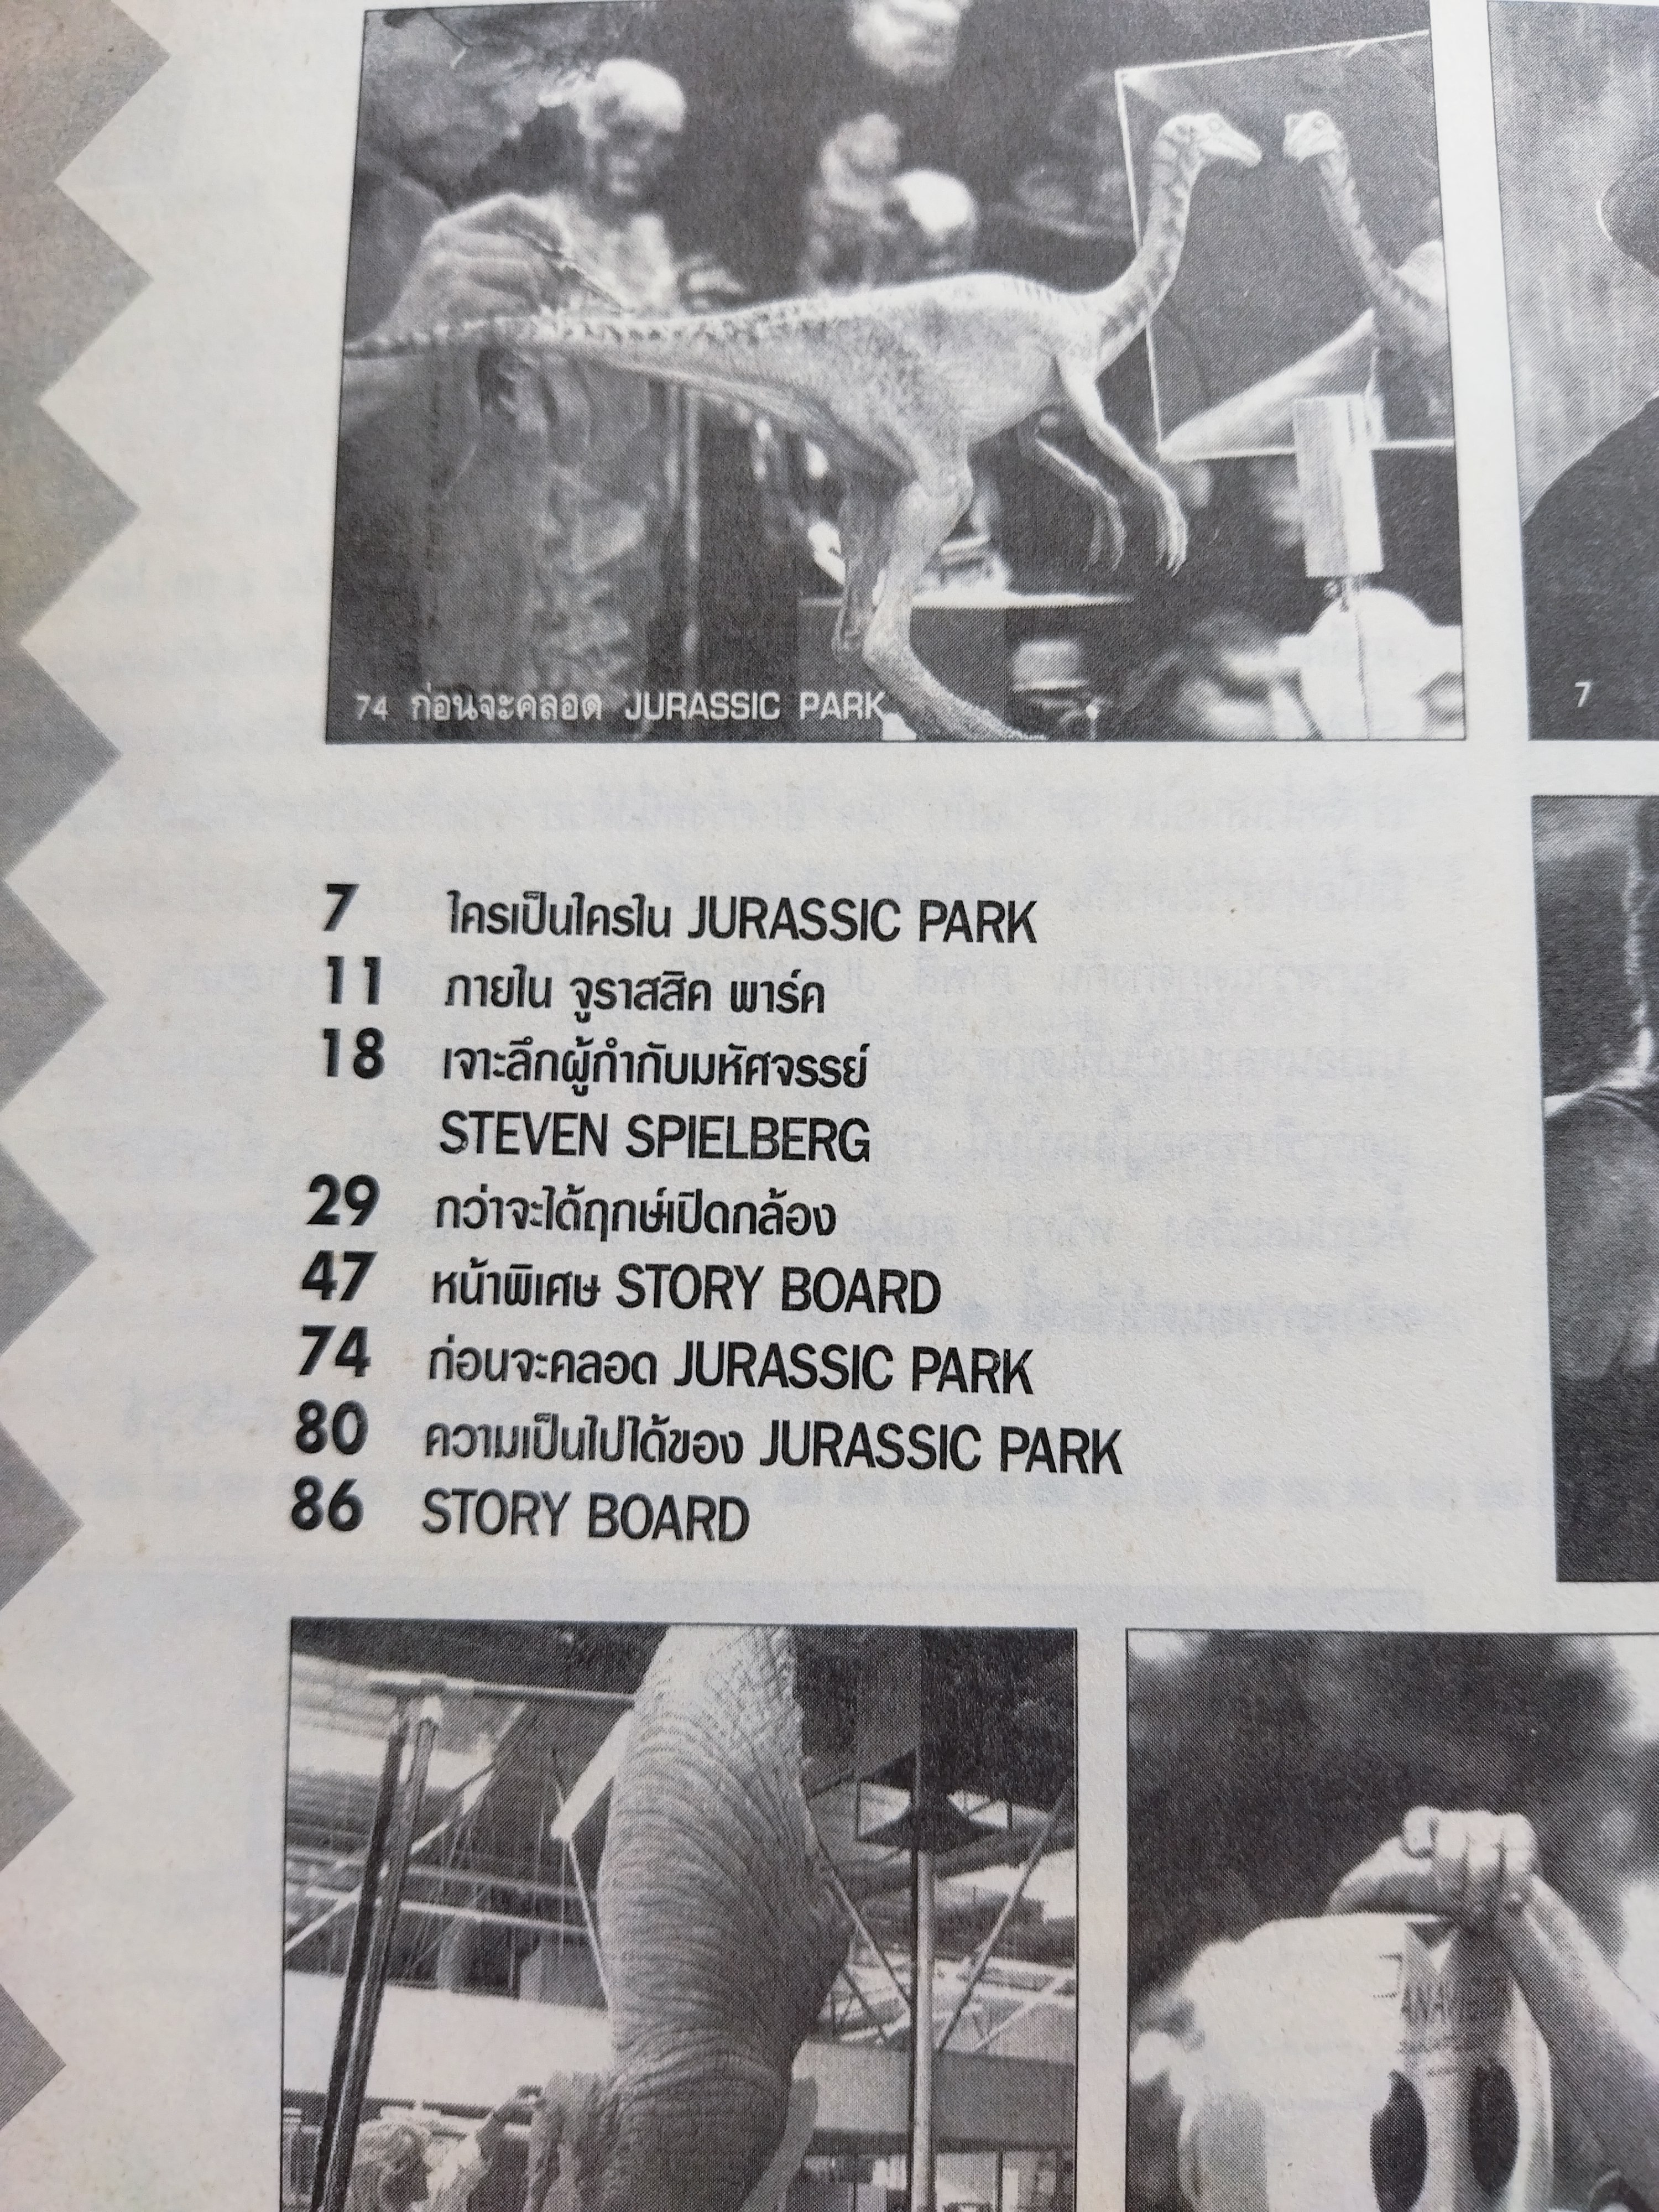 74 ก่อนจะคลอด JURASSIC PARK
7
7 ใครเป็นใครใน JURASSIC PARK
11 ภายใน จูราสสิค พาร์ค
18 เจาะลึกผู้กำกับมหัศจรรย์
STEVEN SPIELBERG
29 กว่าจะได้ฤกษ์เปิดกล้อง
47 หน้าพิเศษ STORY BOARD
74 ก่อนจะคลอด JURASSIC PARK
80 ความเป็นไปได้ของ JURASSIC PARK
86 STORY BOARD